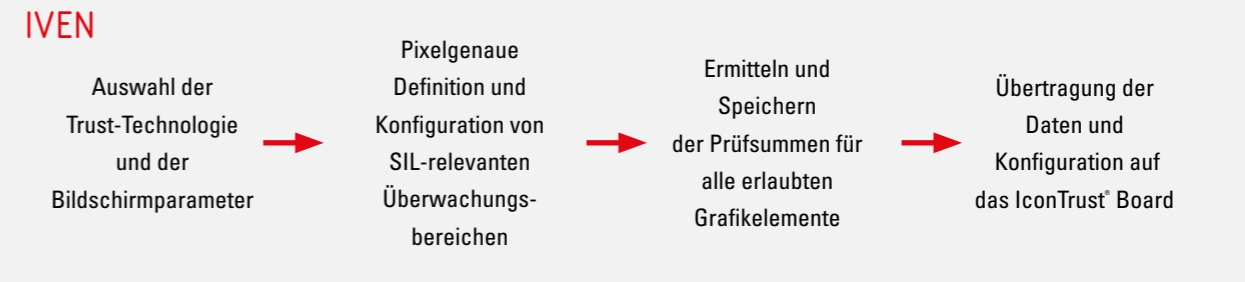 IVEN
Auswahl der
Trust-Technologie
und der
Bildschirmparameter
Pixelgenaue
Definition und
Konfiguration von
SIL-relevanten
Überwachungs-
bereichen
Ermitteln und
Speichern
der Prüfsummen für
alle erlaubten
Grafikelemente
Übertragung der
Daten und
Konfiguration auf
das IconTrust® Board